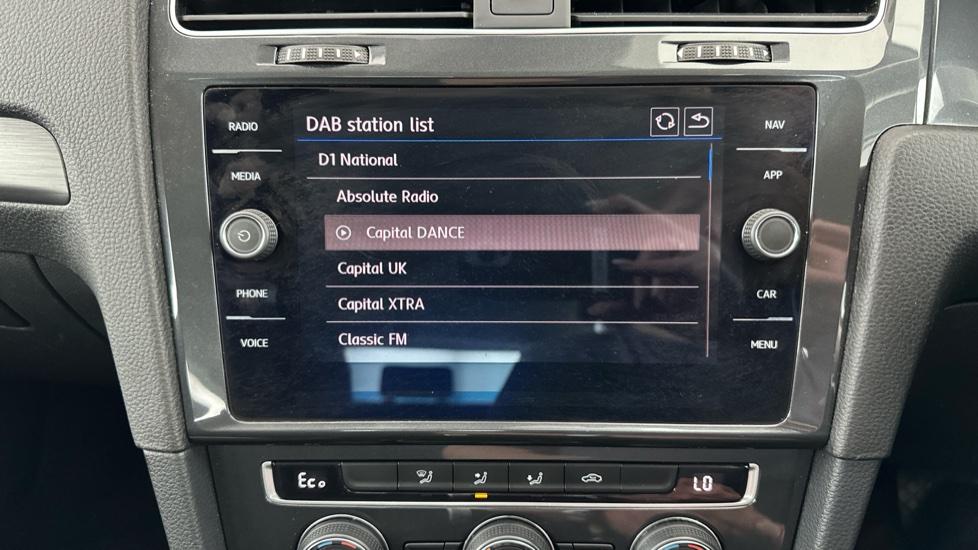 RADIO
MEDIA
PHONE
VOICE
DAB station list
D1 National
Absolute Radio
Capital DANCE
Capital UK
Capital XTRA
Classic FM
NAV
APP
CAR
MENU
Eco
LO